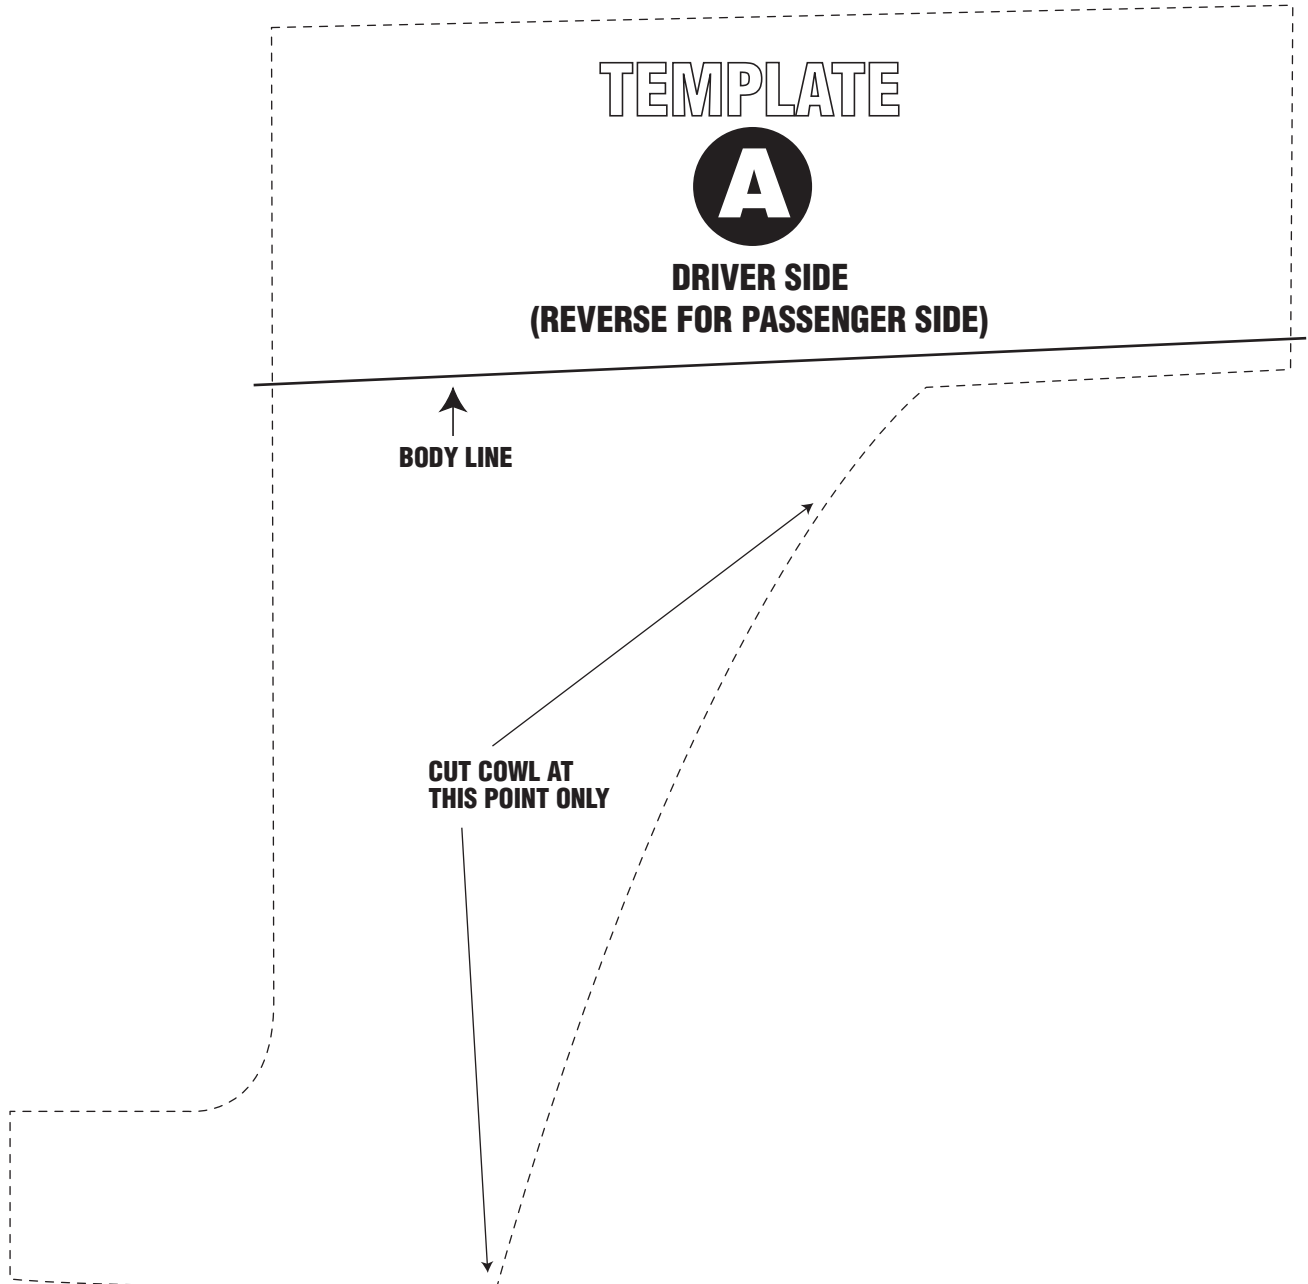 TEMPLATE
A
DRIVER SIDE
(REVERSE FOR PASSENGER SIDE)
BODY LINE
CUT COWL AT
THIS POINT ONLY